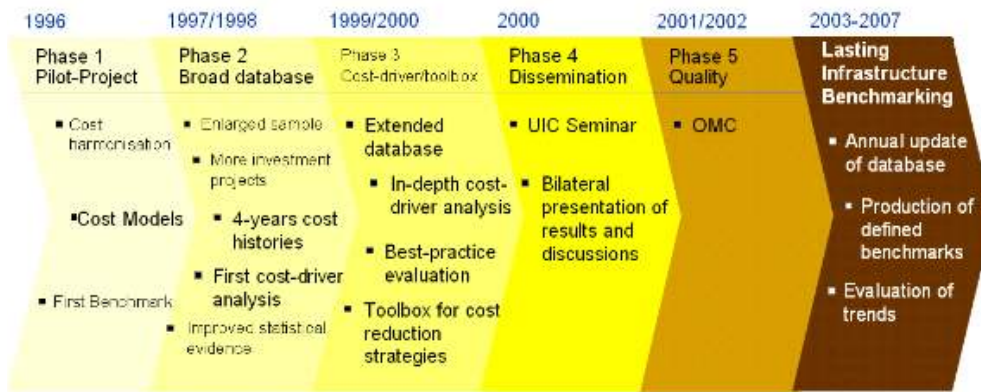 1996
1997/1998
1999/2000
2000
2001/2002
2003-2007
Phase 1
Pilot-Project
▪ Cost
harmonisation
▪ Cost Models
▪ First Benchmark
Phase 2
Broad database
▪ Enlarged sample
▪ More investment
projects
▪ 4-years cost
histories
▪ First cost-driver
analysis
▪ Improved statistical
evidence
Phase 3
Cost-driver/toolbox
▪ Extended
database
▪ In-depth cost-
driver analysis
▪ Best-practice
evaluation
▪ Toolbox for cost
reduction
strategies
Phase 4
Dissemination
▪ UIC Seminar
▪ Bilateral
presentation of
results and
discussions
Phase 5
Quality
▪ OMC
Lasting
Infrastructure
Benchmarking
▪ Annual update
of database
▪ Production of
defined
benchmarks
▪ Evaluation of
trends